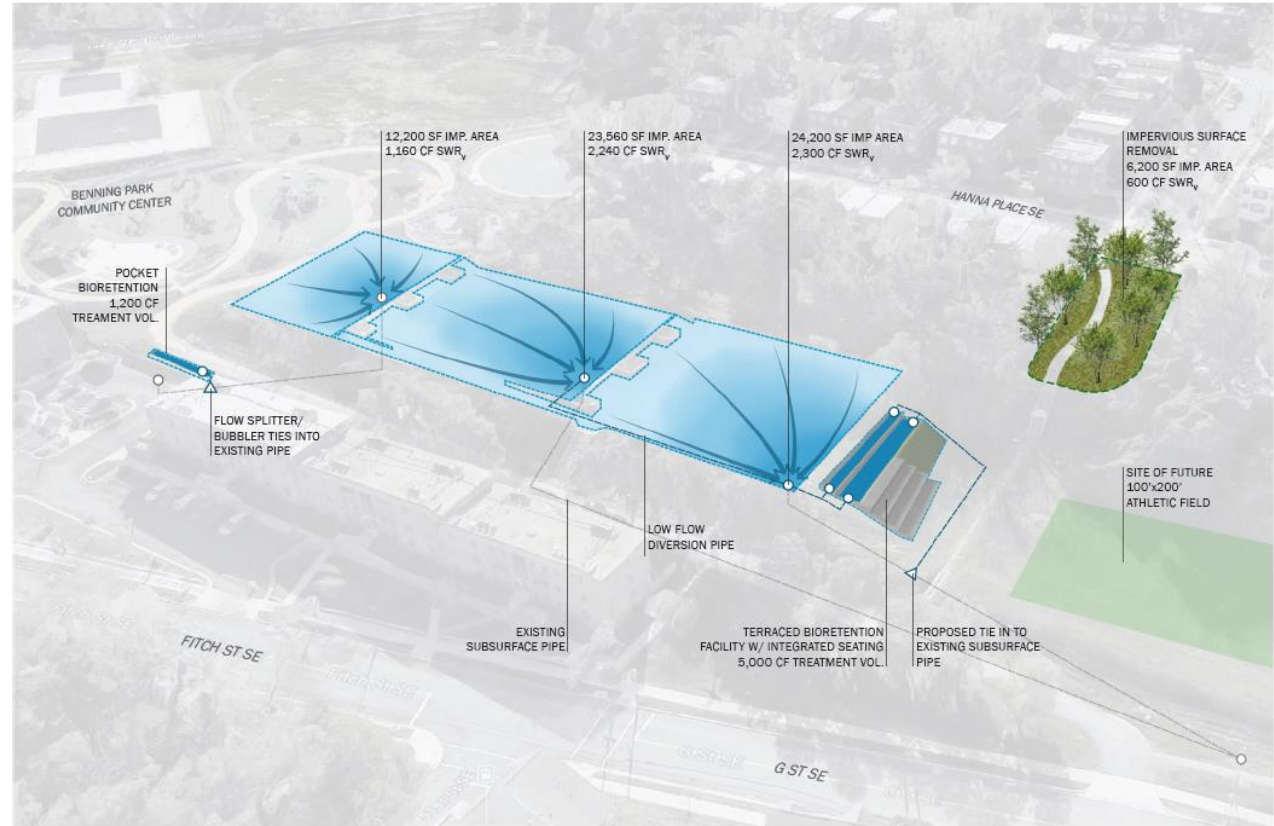 12,200 SF IMP. AREA
1,160 CF SWRv
23,560 SF IMP. AREA
2,240 CF SWRv
24,200 SF IMP AREA
2,300 CF SWRv
IMPERVIOUS SURFACE
REMOVAL
6,200 SF IMP. AREA
600 CF SWRv
BENNING PARK
COMMUNITY CENTER
HANNA PLACE SE
POCKET
BIORETENTION
1,200 CF
TREAMENT VOL.
FLOW SPLITTER/
BUBBLER TIES INTO
EXISTING PIPE
SITE OF FUTURE
100'x200'
ATHLETIC FIELD
LOW FLOW
DIVERSION PIPE
EXISTING
SUBSURFACE PIPE
TERRACED BIORETENTION
FACILITY W/ INTEGRATED SEATING
5,000 CF TREATMENT VOL.
PROPOSED TIE IN TO
EXISTING SUBSURFACE
PIPE
FITCH ST SE
Fitch St SE
G ST SE